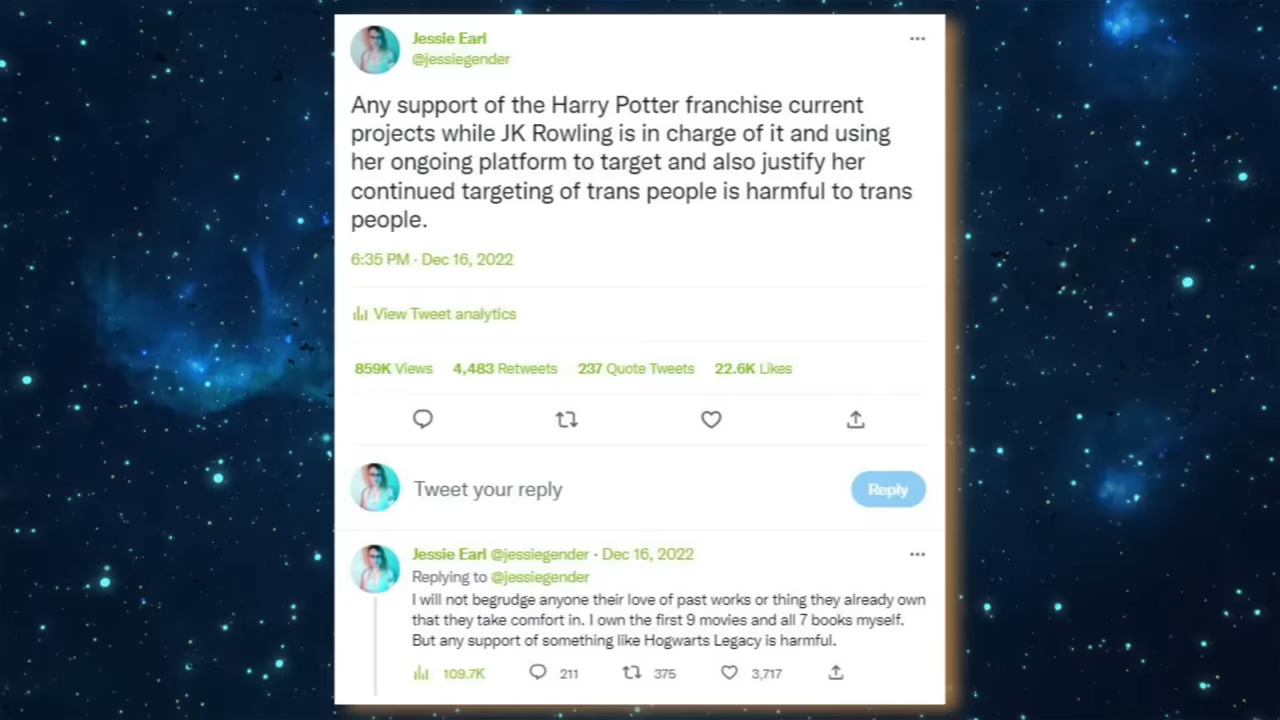 Jessie Earl
@jessiegender
Any support of the Harry Potter franchise current
projects while JK Rowling is in charge of it and using
her ongoing platform to target and also justify her
continued targeting of trans people is harmful to trans
people.
6:35 PM · Dec 16, 2022
View Tweet analytics
859K Views 4,483 Retweets 237 Quote Tweets 22.6K Likes
Tweet your reply Reply
Jessie Earl @jessiegender · Dec 16, 2022
Replying to @jessiegender
I will not begrudge anyone their love of past works or thing they already own
that they take comfort in. I own the first 9 movies and all 7 books myself.
But any support of something like Hogwarts Legacy is harmful.
109.7K 211 375 3,717